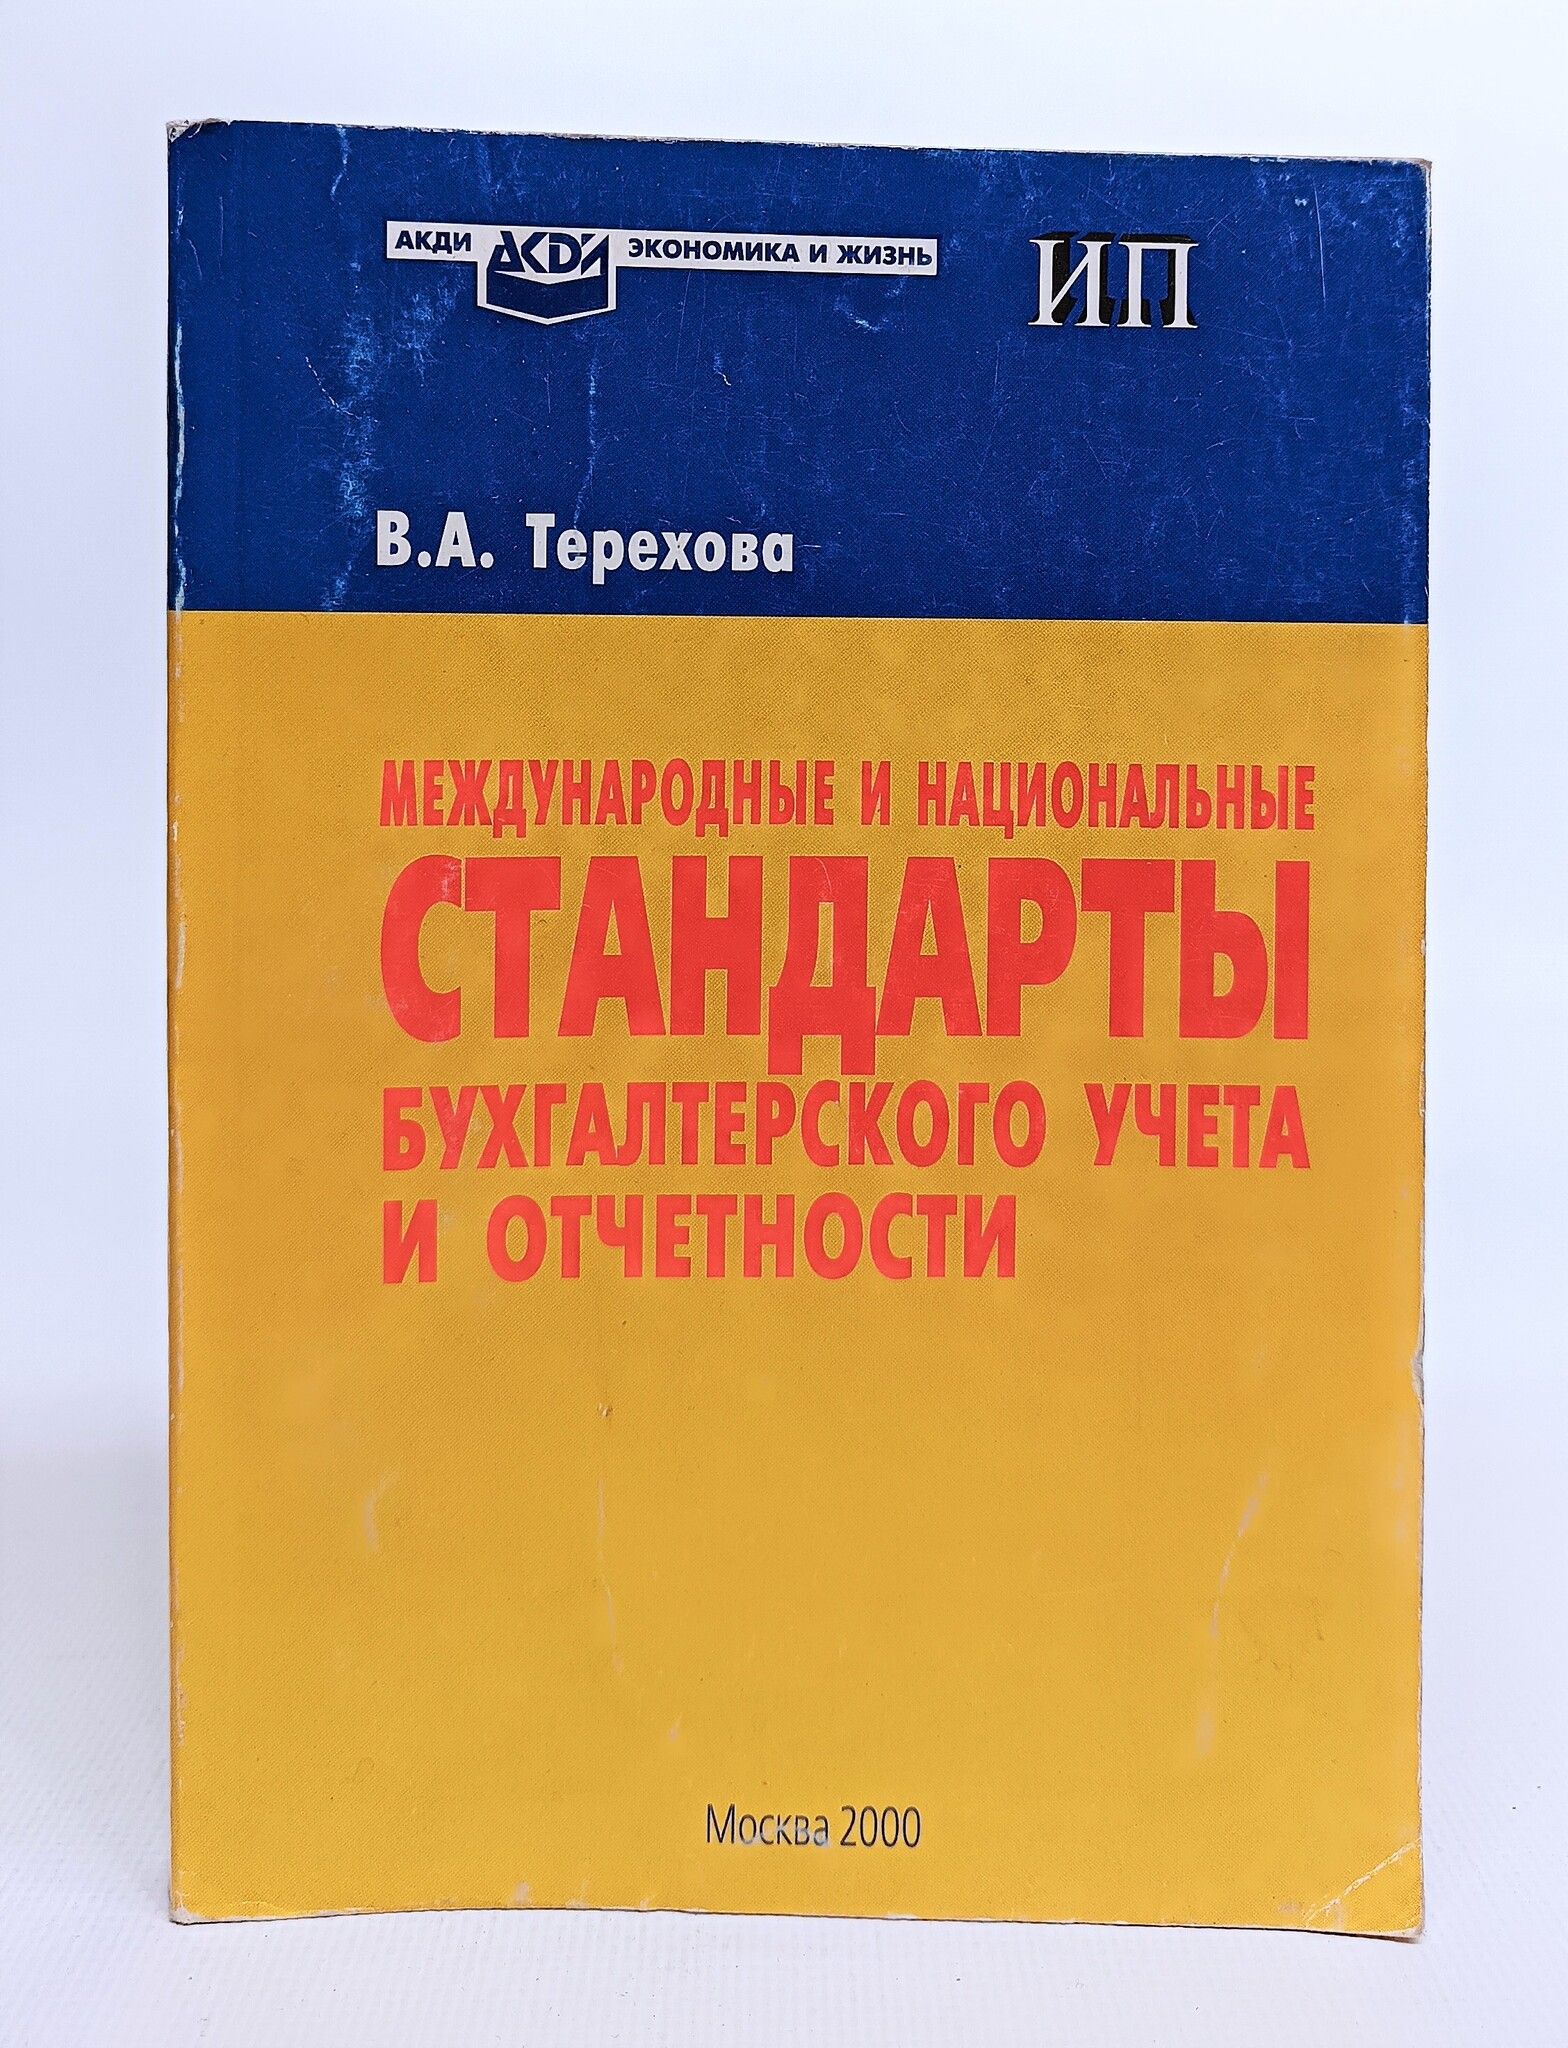 АКДИ АКДИ ЭКОНОМИКА И ЖИЗНЬ
ИП
В.А. Терехова
МЕЖДУНАРОДНЫЕ И НАЦИОНАЛЬНЫЕ
СТАНДАРТЫ
БУХГАЛТЕРСКОГО УЧЕТА
И ОТЧЕТНОСТИ
Москва 2000